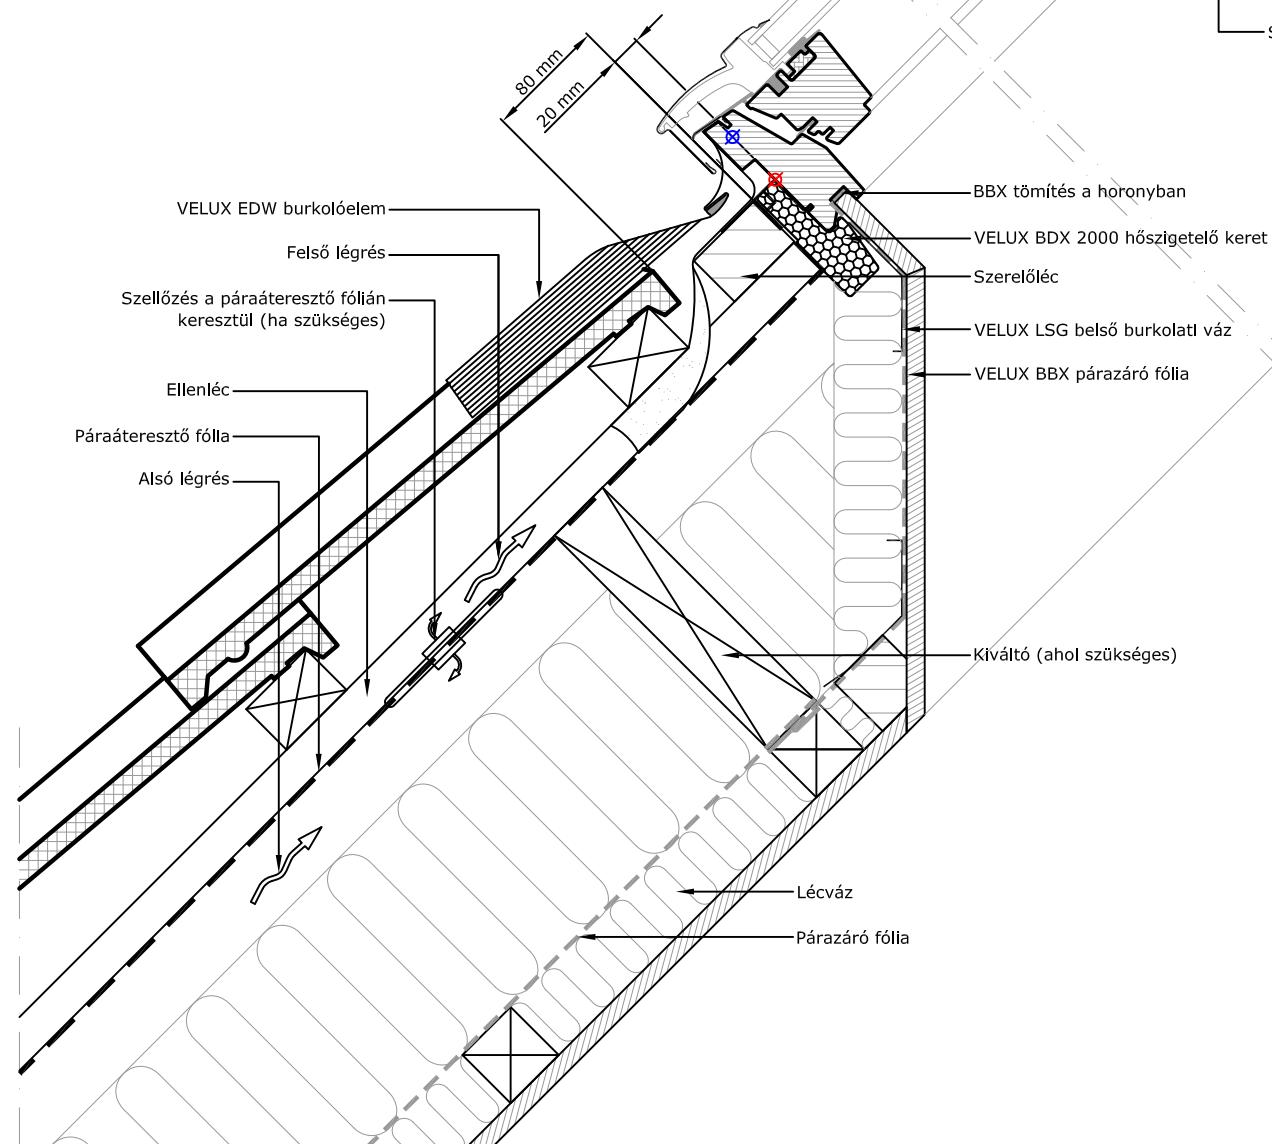 80 mm
20 mm
VELUX EDW burkolóelem
Felső légrés
Szellőzés a páraáteresztő fólián
keresztül (ha szükséges)
Ellenléc
Páraáteresztő fólia
Alsó légrés
BBX tömítés a horonyban
VELUX BDX 2000 hőszigetelő keret
Szerelőléc
VELUX LSG belső burkolati váz
VELUX BBX párazáró fólia
Kiváltó (ahol szükséges)
Lécváz
Párazáró fólia